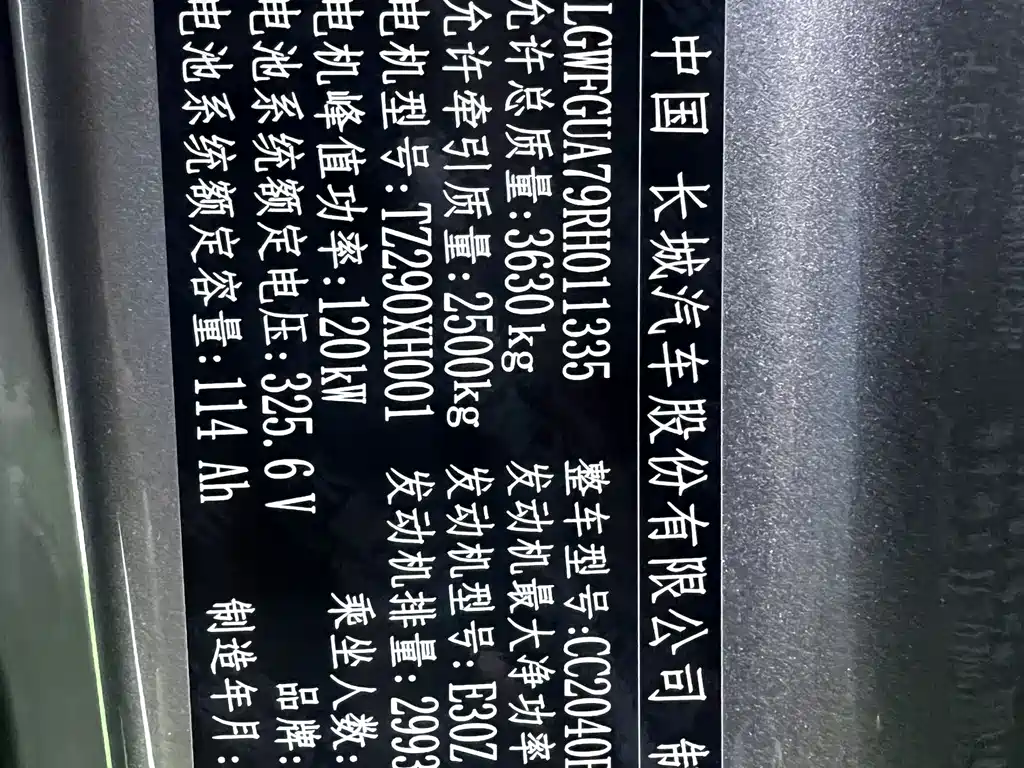 中国 长城汽车股份有限公司 制
LGWFGUA79RH011335 整车型号:CC2040
允许总质量:3630kg 发动机最大净功率
允许牵引质量:2500kg 发动机型号:E30Z
电机型号:TZ290XH001 发动机排量:2993
电机峰值功率:120kW 乘坐人数:
电池系统额定电压:325.6V 品牌:
电池系统额定容量:114Ah 制造年月: